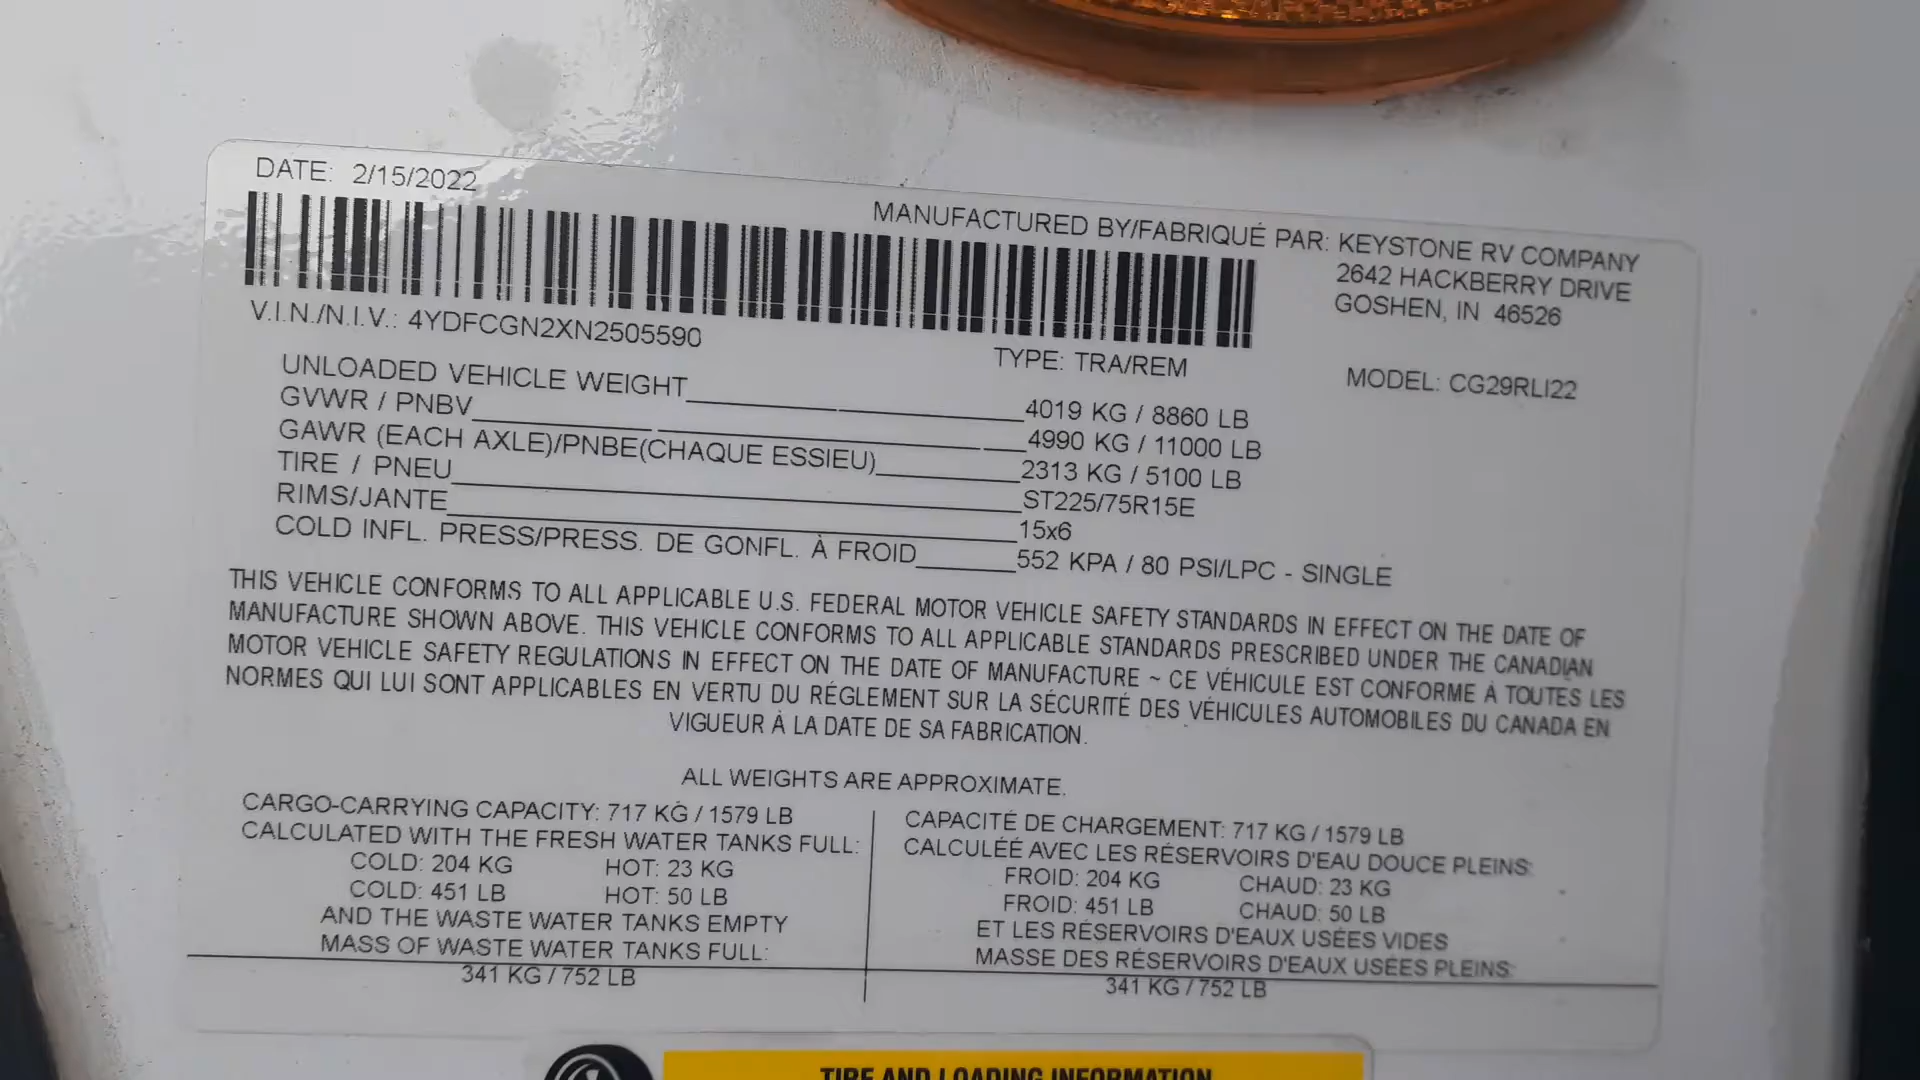 DATE: 2/15/2022
MANUFACTURED BY/FABRIQUÉ PAR: KEYSTONE RV COMPANY
2642 HACKBERRY DRIVE
GOSHEN, IN 46526
V.I.N./N.I.V.: 4YDFCGN2XN2505590
TYPE: TRA/REM
MODEL: CG29RLI22
UNLOADED VEHICLE WEIGHT 4019 KG / 8860 LB
GVWR / PNBV 4990 KG / 11000 LB
GAWR (EACH AXLE)/PNBE(CHAQUE ESSIEU) 2313 KG / 5100 LB
TIRE / PNEU ST225/75R15E
RIMS/JANTE 15x6
COLD INFL. PRESS/PRESS. DE GONFL. À FROID 552 KPA / 80 PSI/LPC - SINGLE
THIS VEHICLE CONFORMS TO ALL APPLICABLE U.S. FEDERAL MOTOR VEHICLE SAFETY STANDARDS IN EFFECT ON THE DATE OF
MANUFACTURE SHOWN ABOVE. THIS VEHICLE CONFORMS TO ALL APPLICABLE STANDARDS PRESCRIBED UNDER THE CANADIAN
MOTOR VEHICLE SAFETY REGULATIONS IN EFFECT ON THE DATE OF MANUFACTURE ~ CE VÉHICULE EST CONFORME À TOUTES LES
NORMES QUI LUI SONT APPLICABLES EN VERTU DU RÉGLEMENT SUR LA SÉCURITÉ DES VÉHICULES AUTOMOBILES DU CANADA EN
VIGUEUR À LA DATE DE SA FABRICATION.
ALL WEIGHTS ARE APPROXIMATE.
CARGO-CARRYING CAPACITY: 717 KG / 1579 LB
CALCULATED WITH THE FRESH WATER TANKS FULL:
COLD: 204 KG HOT: 23 KG
COLD: 451 LB HOT: 50 LB
AND THE WASTE WATER TANKS EMPTY
MASS OF WASTE WATER TANKS FULL:
341 KG / 752 LB
CAPACITÉ DE CHARGEMENT: 717 KG / 1579 LB
CALCULÉÉ AVEC LES RÉSERVOIRS D'EAU DOUCE PLEINS:
FROID: 204 KG CHAUD: 23 KG
FROID: 451 LB CHAUD: 50 LB
ET LES RÉSERVOIRS D'EAUX USÉES VIDES
MASSE DES RÉSERVOIRS D'EAUX USÉES PLEINS:
341 KG / 752 LB
TIRE AND LOADING INFORMATION